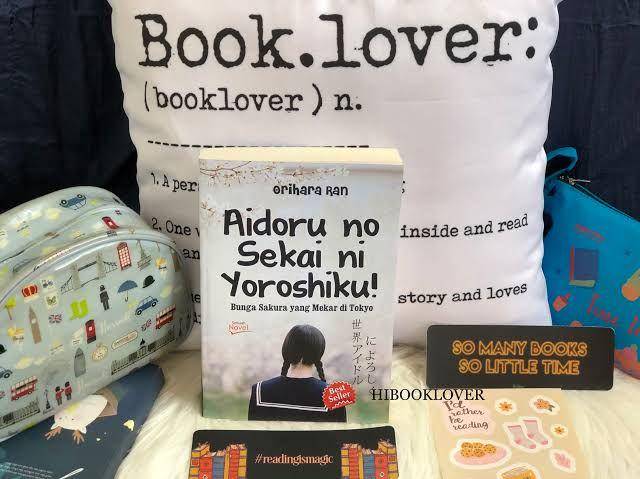 Book.lover:
(booklover) n.
1. A per
2. One w
inside and read
an
story and loves
orihara Ran
Aidoru no
Sekai ni
Yoroshiku!
Bunga Sakura yang Mekar di Tokyo
Novel
世界アイドル
によろし
Best
Seller
HIBOOKLOVER
SO MANY BOOKS
SO LITTLE TIME
I'd
rather
be
reading
#readingismagic